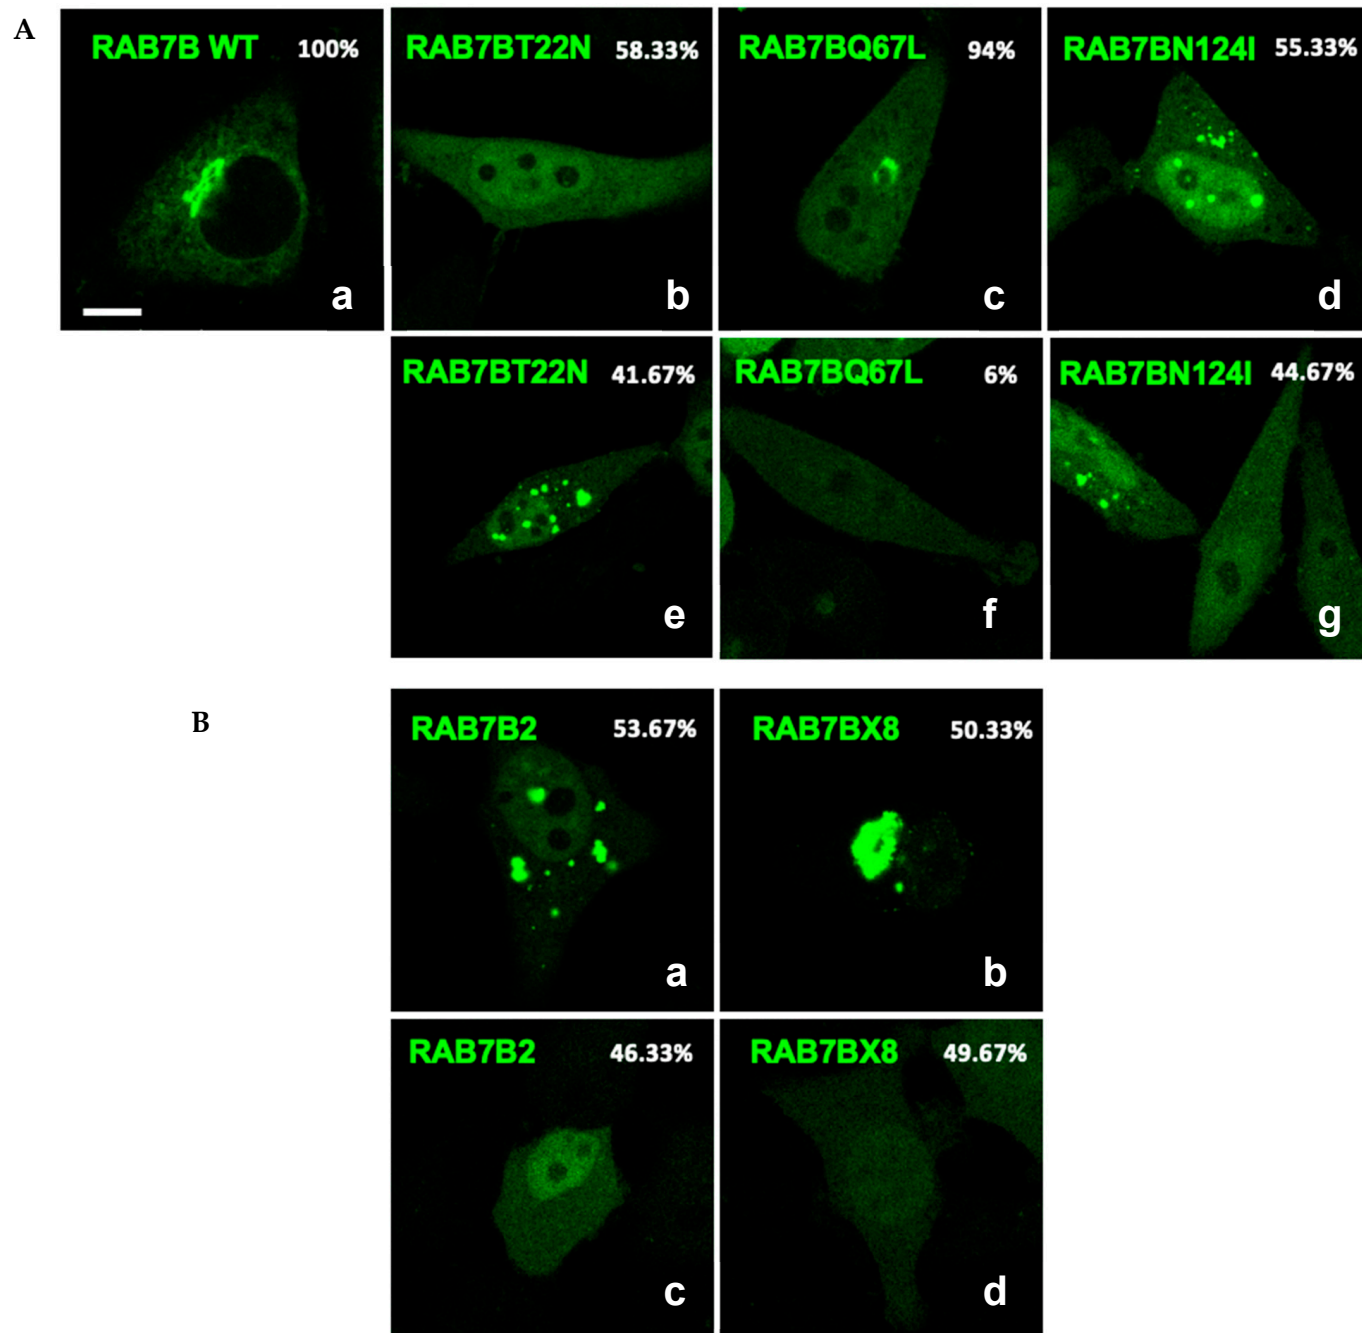 A
RAB7B WT 100%
a
RAB7BT22N 58.33%
b
RAB7BQ67L 94%
c
RAB7BN124I 55.33%
d
RAB7BT22N 41.67%
e
RAB7BQ67L 6%
f
RAB7BN124I 44.67%
g
B
RAB7B2 53.67%
a
RAB7BX8 50.33%
b
RAB7B2 46.33%
c
RAB7BX8 49.67%
d